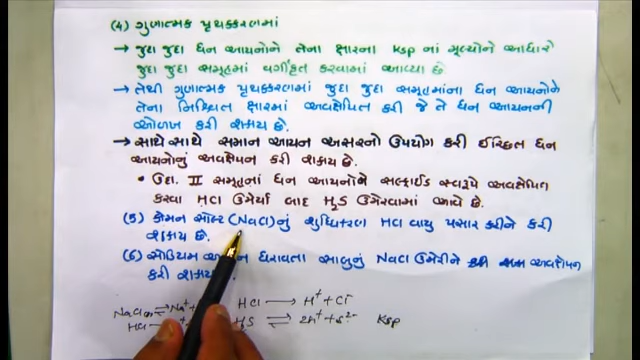 (4) ગુણાત્મક પૃથક્કરણમાં
→ જુદા જુદા ધન આયનોને તેના ક્ષારના Ksp નાં મૂલ્યોને આધારે
જુદા જુદા સમૂહમાં વર્ગીકૃત કરવામાં આવ્યા છે
→ તેથી ગુણાત્મક પૃથક્કરણમાં જુદા જુદા સમૂહમાંના ધન આયનોને
તેના નિશ્ચિત ક્ષારમાં અવક્ષેપિત કરી જે તે ધન આયનની
ઓળખ કરી શકાય છે.
→ સાથે સાથે સમાન આયન અસરનો ઉપયોગ કરી ઈચ્છિત ધન
આયનોનું અવક્ષેપન કરી શકાય છે.
• ઉદા. II સમૂહનાં ધન આયનોને સલ્ફાઈડ સ્વરૂપે અવક્ષેપિત
કરવા HCl ઉમેર્યા બાદ H₂S ઉમેરવામાં આવે છે.
(5) કોમન સોલ્ટ (NaCl)નું શુધ્ધિકરણ HCl વાયુ પસાર કરીને કરી
શકાય છે.
(6) સોડિયમ ધરાવતા સાબુનું NaCl ઉમેરીને અવક્ષેપન
કરી શકાય
NaCl ⇌ Na⁺ + HCl → H⁺ + Cl⁻
HCl → H₂S ⇌ 2H⁺ + S²⁻ Ksp